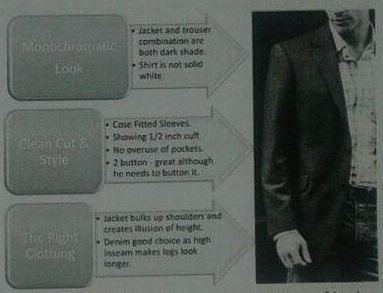 Monochromatic
Look
• Jacket and trouser
combination are
both dark shade.
• Shirt is not solid
white.
Clean Cut &
Style
• Cose Fitted Sleeves.
• Showing 1/2 inch cuff
• No overuse of pockets.
• 2 button - great although
he needs to button it.
The Right
Clothing
• Jacket bulks up shoulders and
creates illusion of height.
• Denim good choice as high
inseam makes legs look
longer.